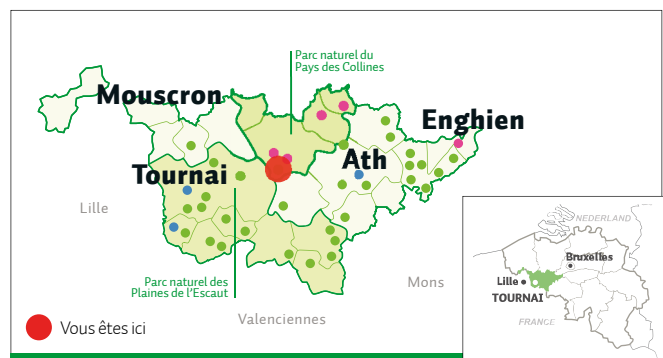 Parc naturel du
Pays des Collines
Mouscron
Enghien
Ath
Tournai
Lille
Parc naturel des
Plaines de l'Escaut
Mons
Valenciennes
Vous êtes ici
NEDERLAND
Bruxelles
Lille
TOURNAI
FRANCE